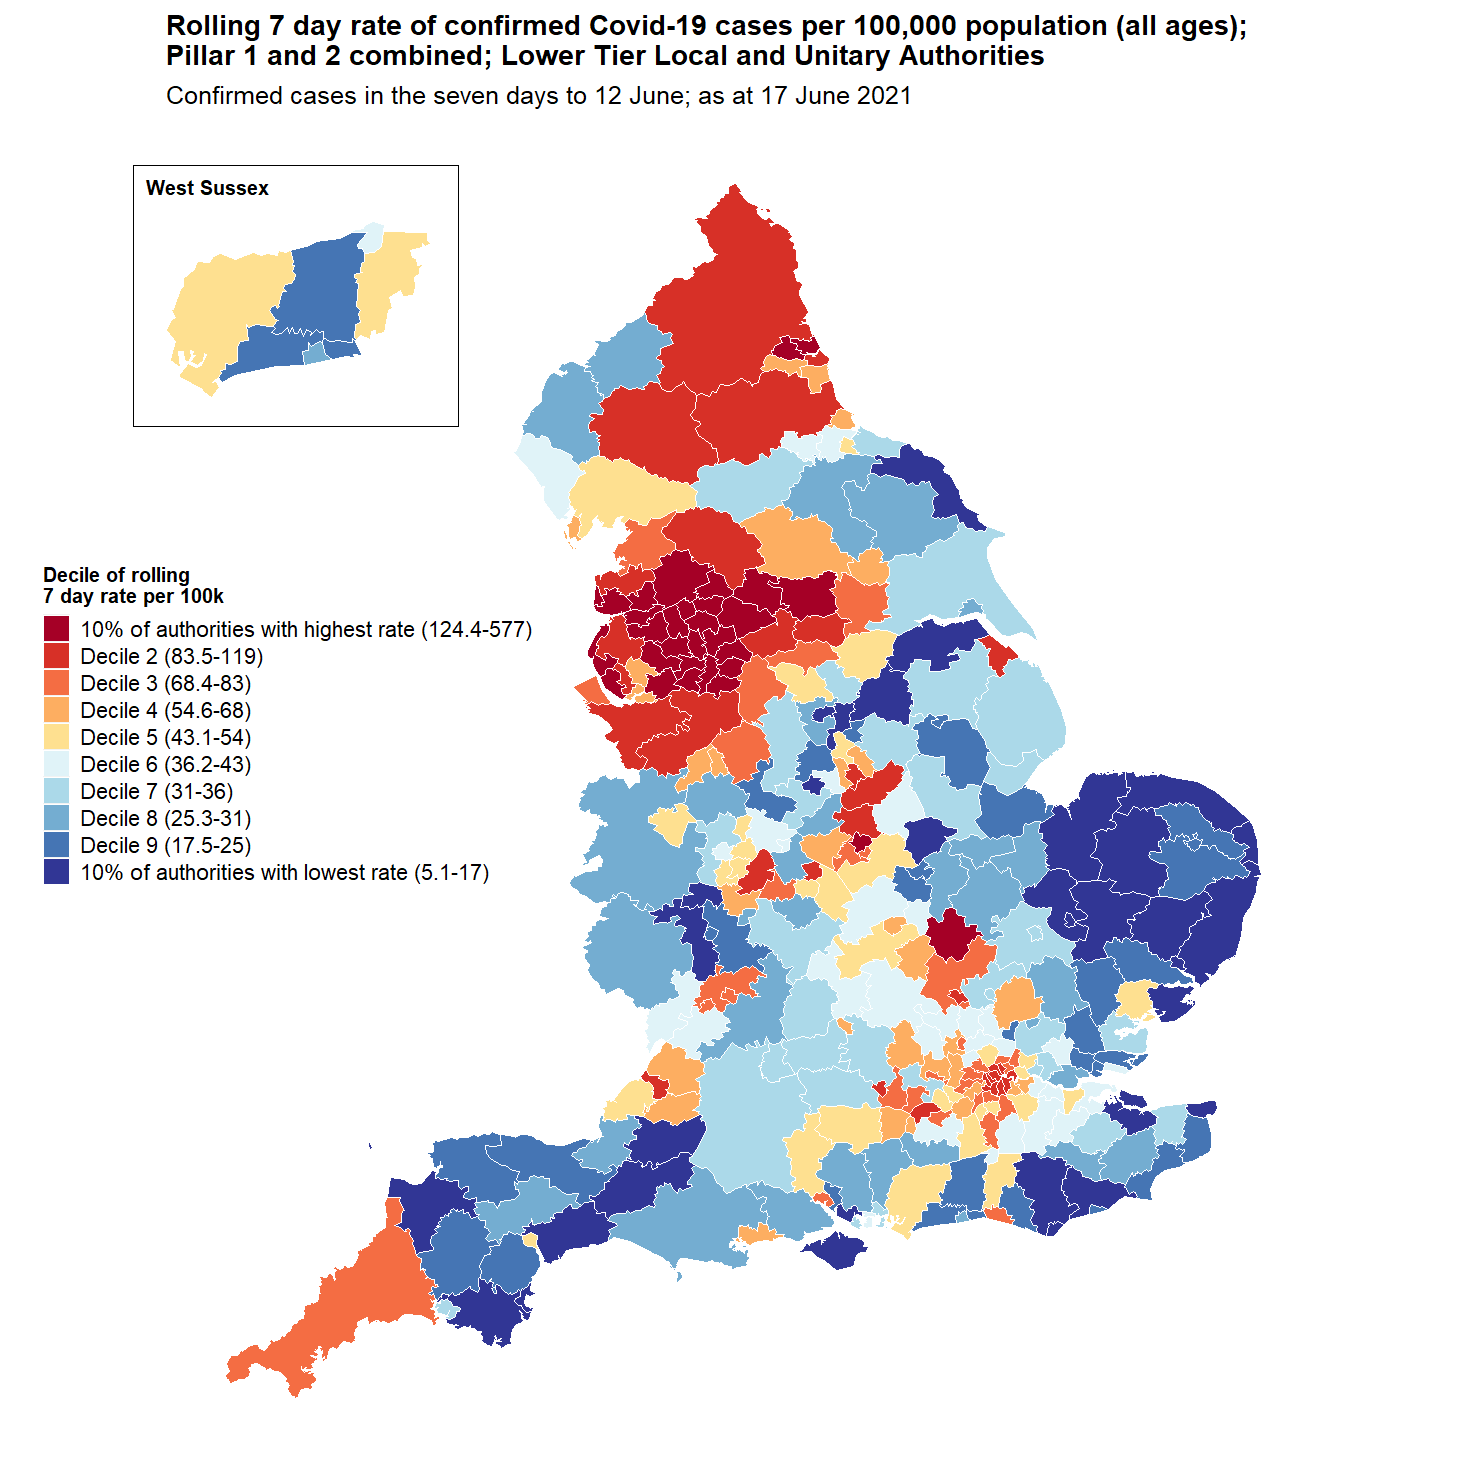 Rolling 7 day rate of confirmed Covid-19 cases per 100,000 population (all ages);
Pillar 1 and 2 combined; Lower Tier Local and Unitary Authorities
Confirmed cases in the seven days to 12 June; as at 17 June 2021
West Sussex
Decile of rolling
7 day rate per 100k
10% of authorities with highest rate (124.4-577)
Decile 2 (83.5-119)
Decile 3 (68.4-83)
Decile 4 (54.6-68)
Decile 5 (43.1-54)
Decile 6 (36.2-43)
Decile 7 (31-36)
Decile 8 (25.3-31)
Decile 9 (17.5-25)
10% of authorities with lowest rate (5.1-17)